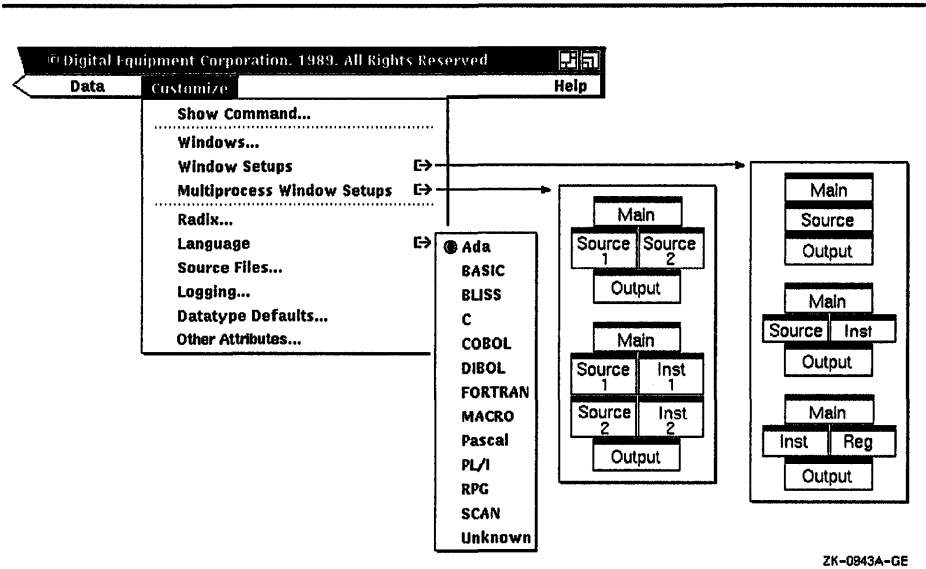 © Digital Equipment Corporation. 1989. All Rights Reserved
Data Customize Help
Show Command...
Windows...
Window Setups
Multiprocess Window Setups
Radix...
Language
Source Files...
Logging...
Datatype Defaults...
Other Attributes...
Ada
BASIC
BLISS
C
COBOL
DIBOL
FORTRAN
MACRO
Pascal
PL/I
RPG
SCAN
Unknown
Main
Source 1 Source 2
Output
Main
Source 1 Inst 1
Source 2 Inst 2
Output
Main
Source
Output
Main
Source Inst
Output
Main
Inst Reg
Output
ZK-0943A-GE